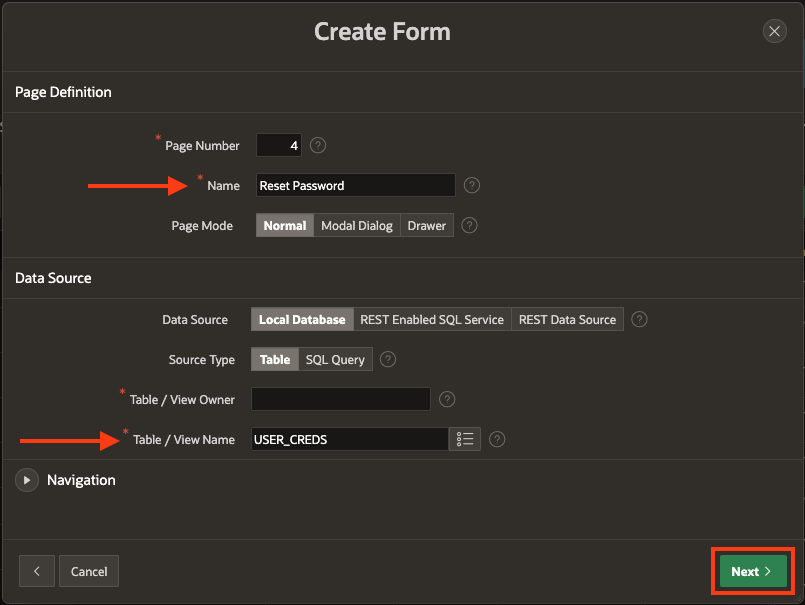 Create Form
Page Definition
* Page Number 4 ?
* Name Reset Password ?
Page Mode Normal Modal Dialog Drawer ?
Data Source
Data Source Local Database REST Enabled SQL Service REST Data Source ?
Source Type Table SQL Query ?
* Table / View Owner ?
* Table / View Name USER_CREDS ?
Navigation
Cancel Next